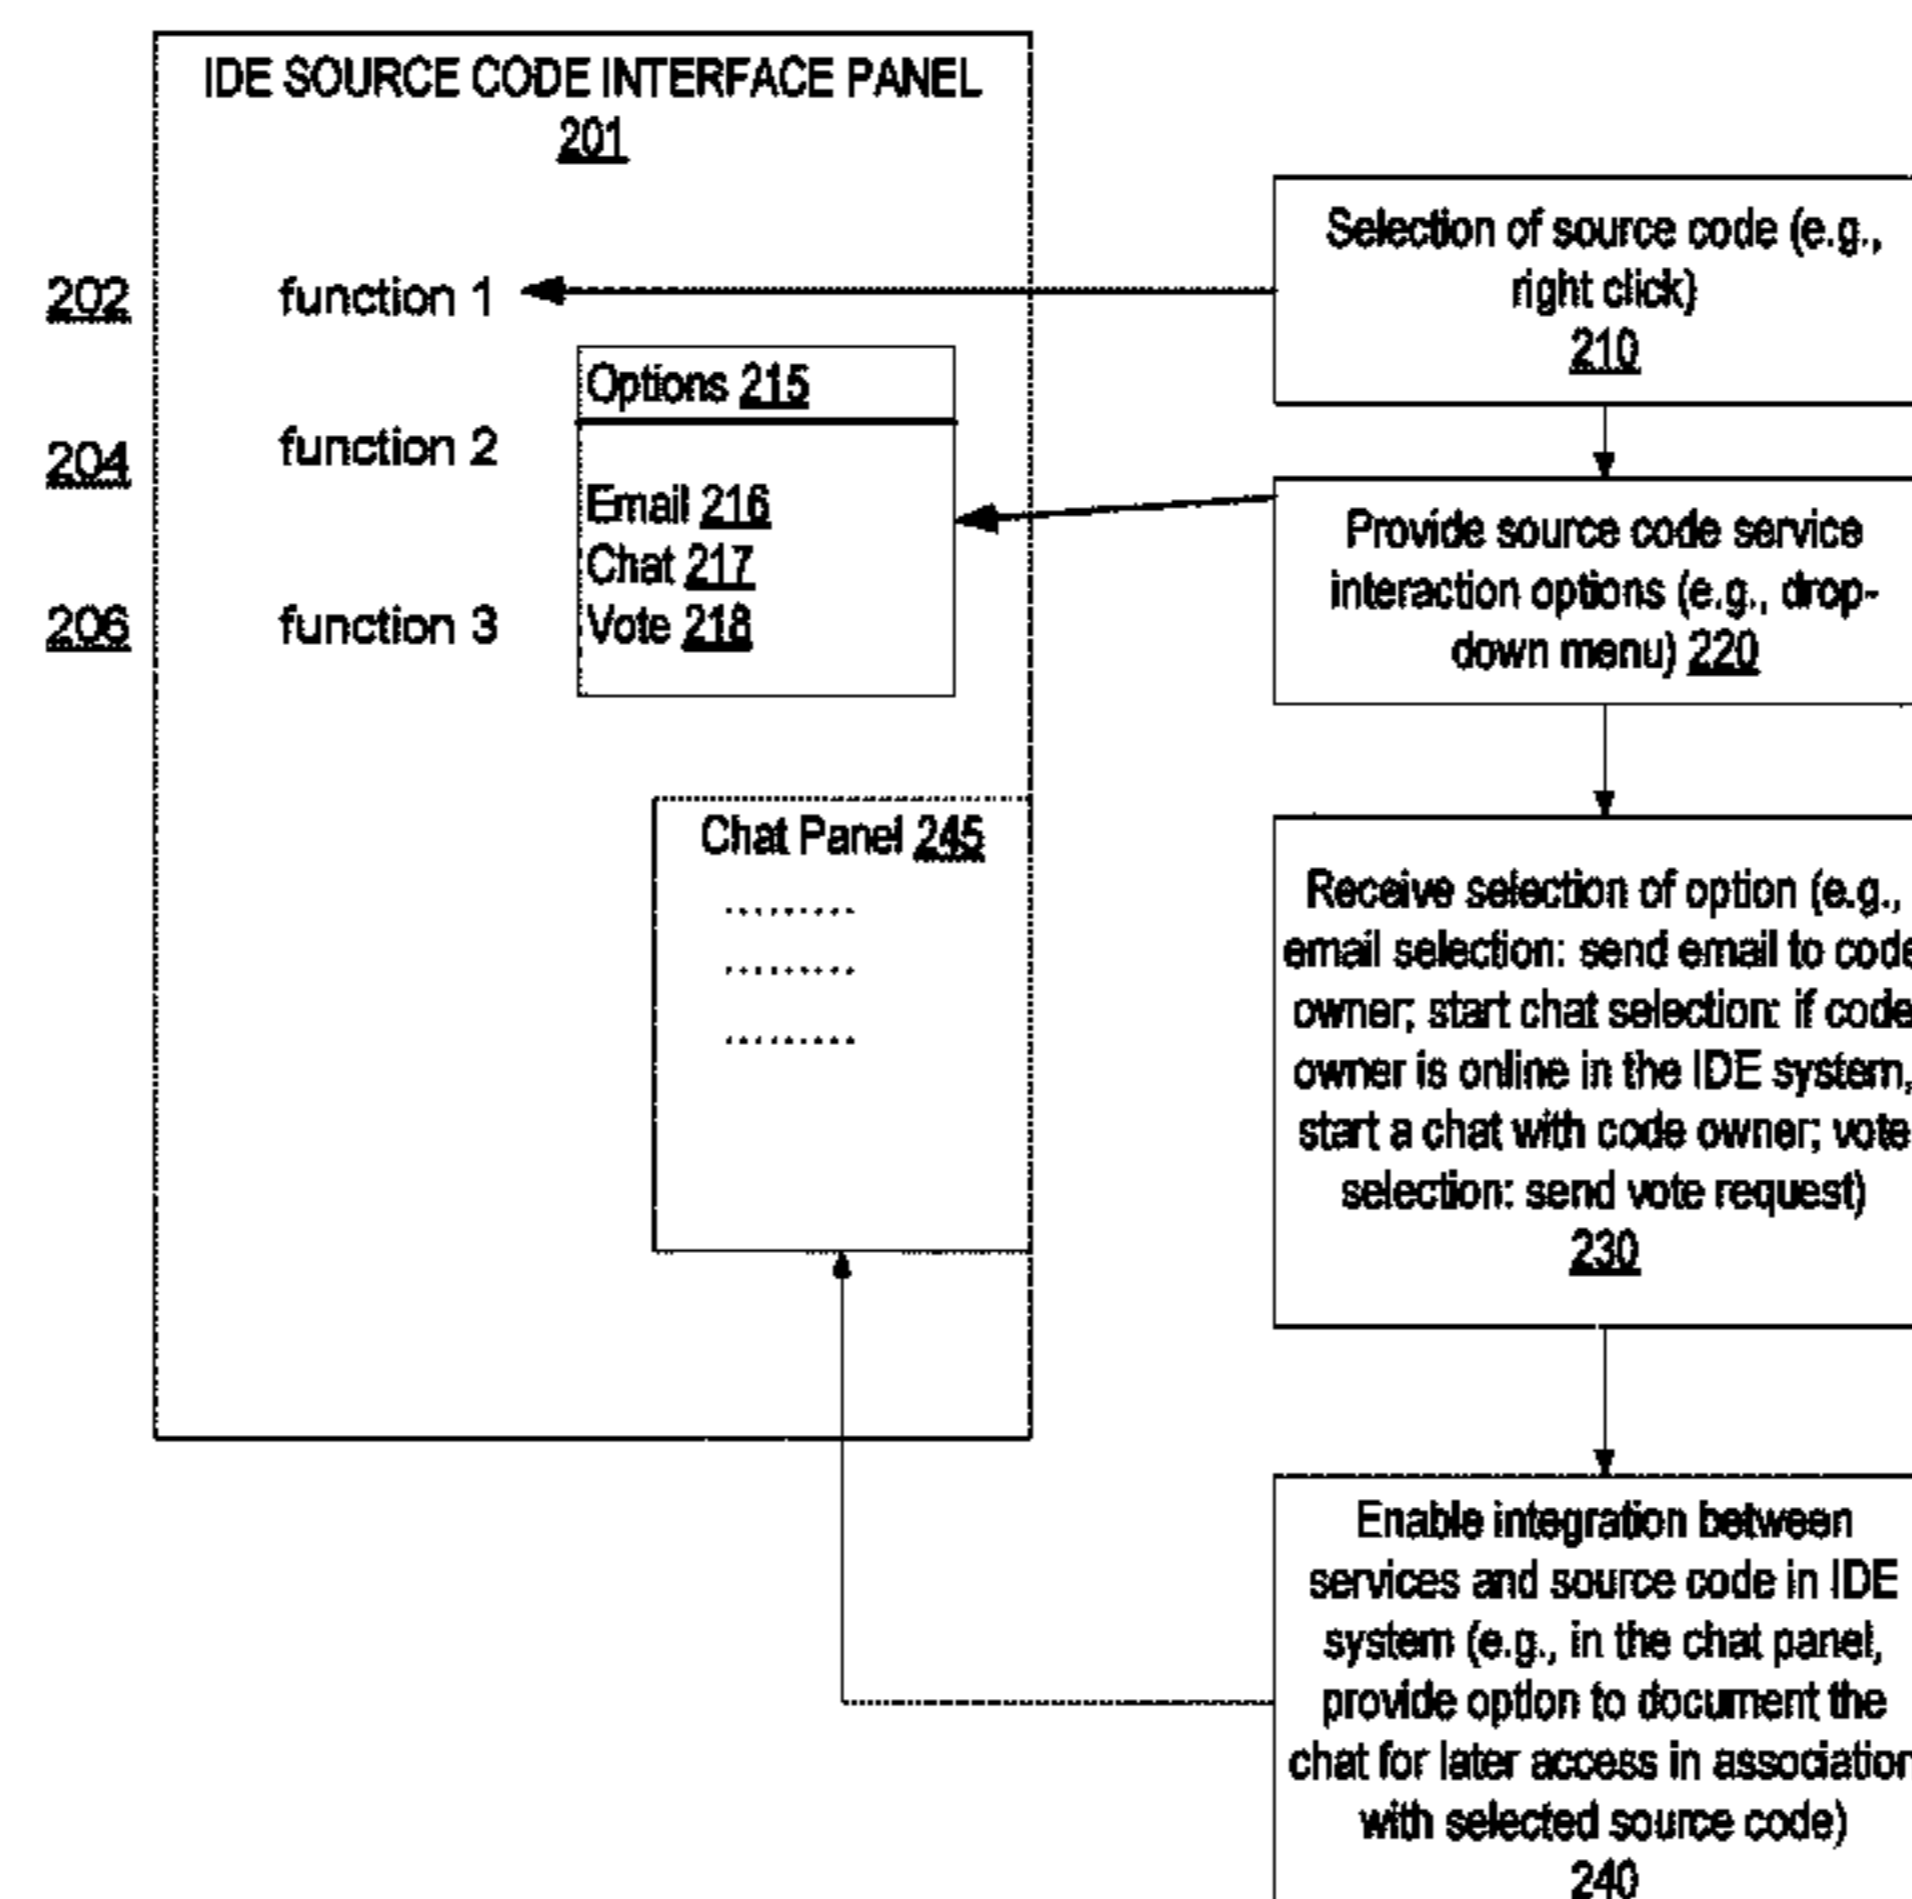 IDE SOURCE CODE INTERFACE PANEL
201
202
function 1
204
function 2
206
function 3
Options 215
Email 216
Chat 217
Vote 218
Chat Panel 245
Selection of source code (e.g.,
right click)
210
Provide source code service
interaction options (e.g., drop-
down menu) 220
Receive selection of option (e.g.,
email selection: send email to code
owner; start chat selection: if code
owner is online in the IDE system,
start a chat with code owner; vote
selection: send vote request)
230
Enable integration between
services and source code in IDE
system (e.g., in the chat panel,
provide option to document the
chat for later access in association
with selected source code)
240